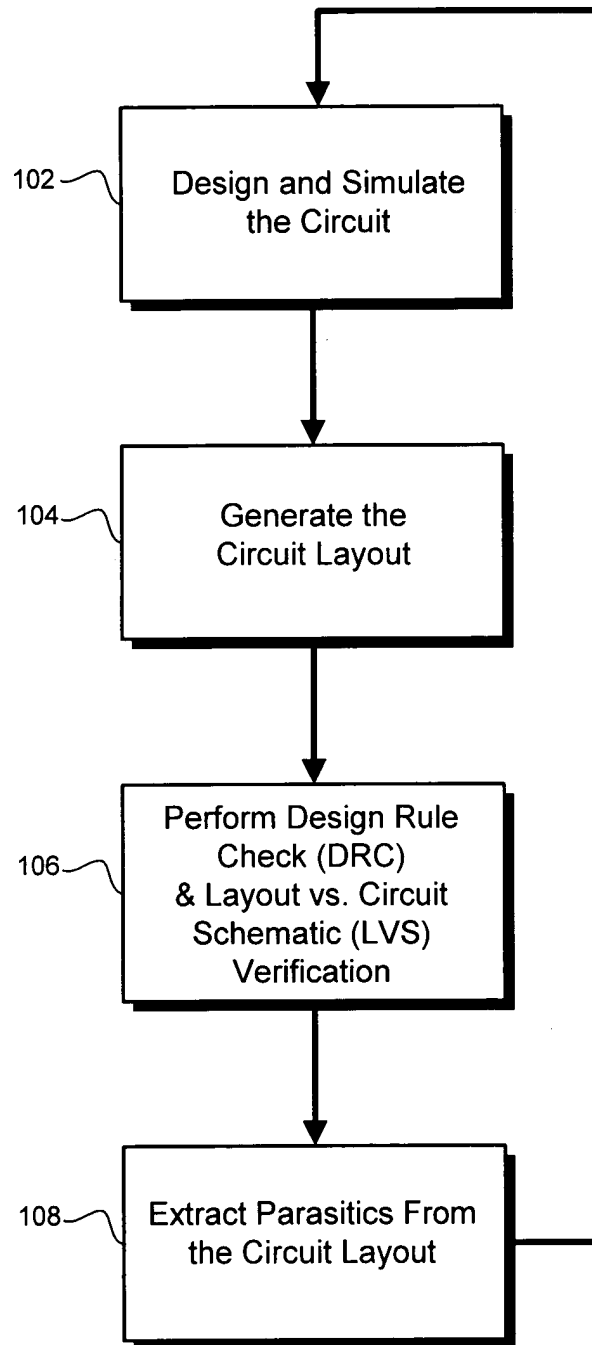 102
Design and Simulate
the Circuit
104
Generate the
Circuit Layout
106
Perform Design Rule
Check (DRC)
& Layout vs. Circuit
Schematic (LVS)
Verification
108
Extract Parasitics From
the Circuit Layout